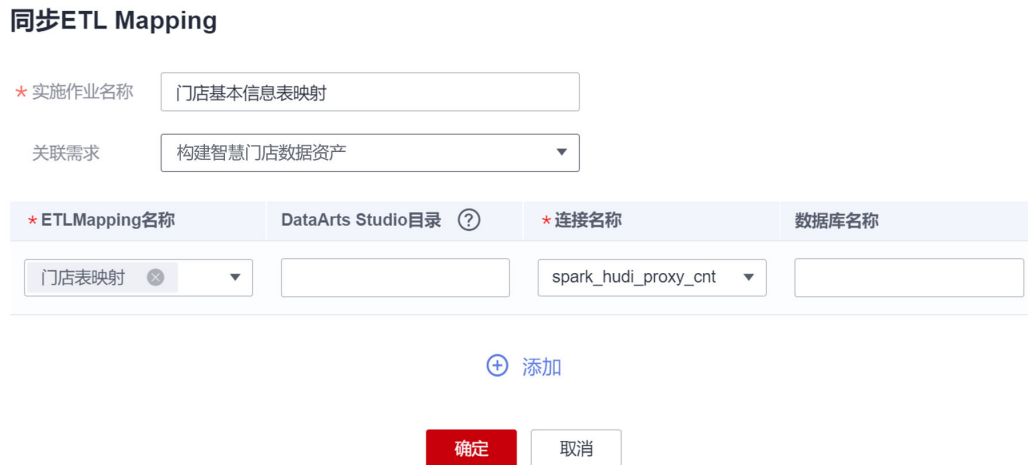 同步ETL Mapping
* 实施作业名称 门店基本信息表映射
关联需求 构建智慧门店数据资产
* ETLMapping名称 DataArts Studio目录 ? * 连接名称 数据库名称
门店表映射 spark_hudi_proxy_cnt
添加
确定 取消